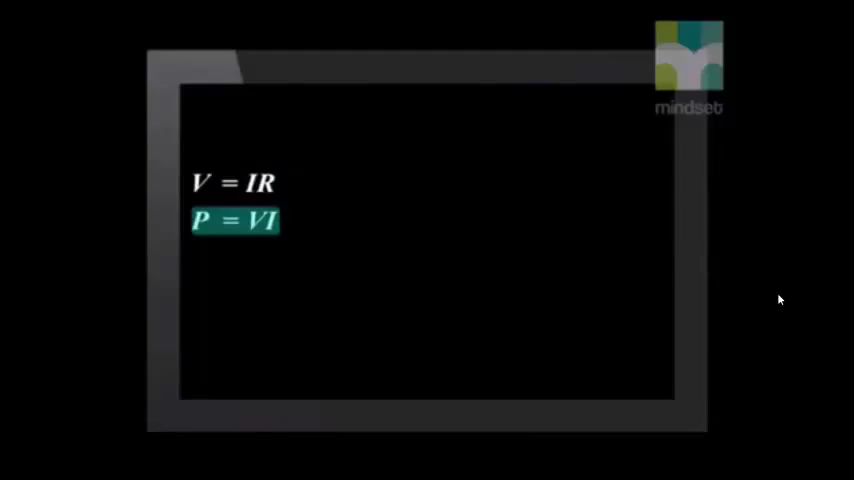 mindset
V = IR
P = VI